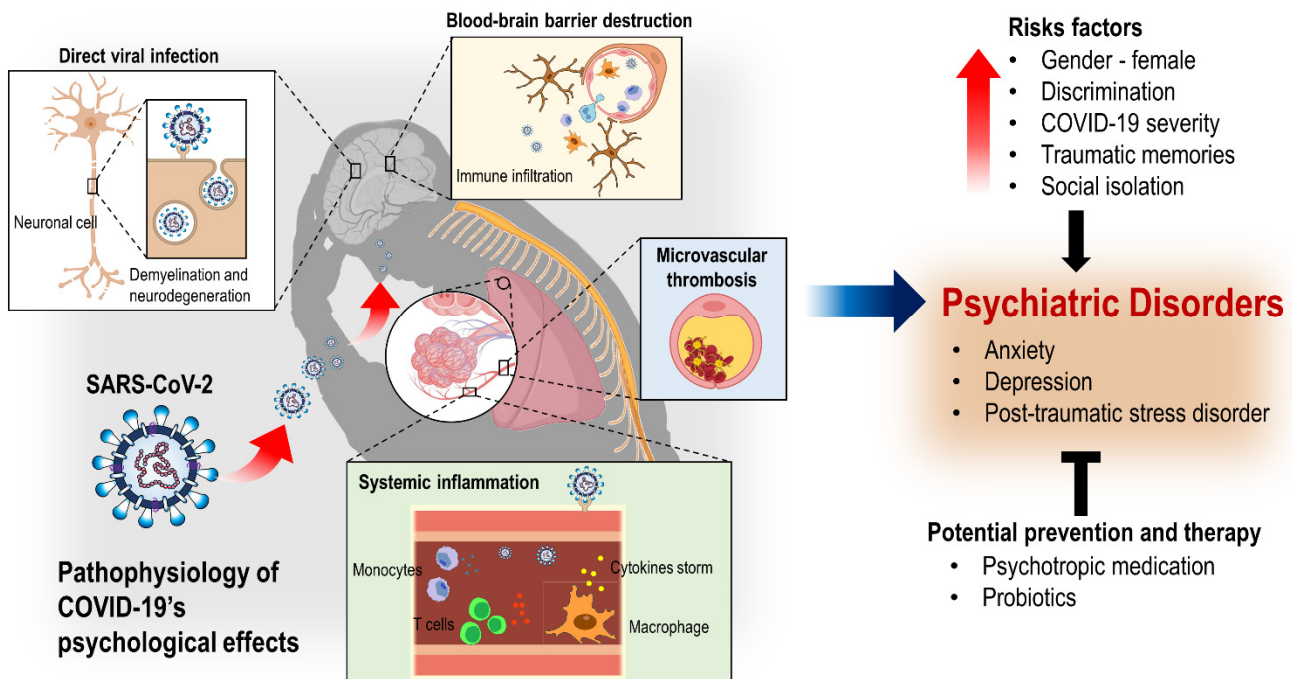 Blood-brain barrier destruction
Direct viral infection
Immune infiltration
Neuronal cell
Demyelination and
neurodegeneration
Microvascular
thrombosis
SARS-CoV-2
Systemic inflammation
Monocytes
Cytokines storm
T cells
Macrophage
Pathophysiology of
COVID-19's
psychological effects
Risks factors
• Gender - female
• Discrimination
• COVID-19 severity
• Traumatic memories
• Social isolation
Psychiatric Disorders
• Anxiety
• Depression
• Post-traumatic stress disorder
Potential prevention and therapy
• Psychotropic medication
• Probiotics